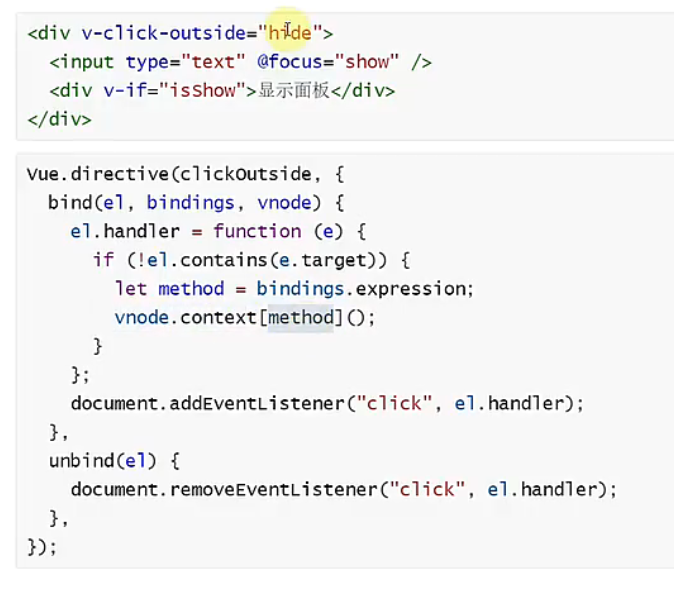 <div v-click-outside="hide">
  <input type="text" @focus="show" />
  <div v-if="isShow">显示面板</div>
</div>
Vue.directive(clickOutside, {
  bind(el, bindings, vnode) {
    el.handler = function (e) {
      if (!el.contains(e.target)) {
        let method = bindings.expression;
        vnode.context[method]();
      }
    };
    document.addEventListener("click", el.handler);
  },
  unbind(el) {
    document.removeEventListener("click", el.handler);
  },
});